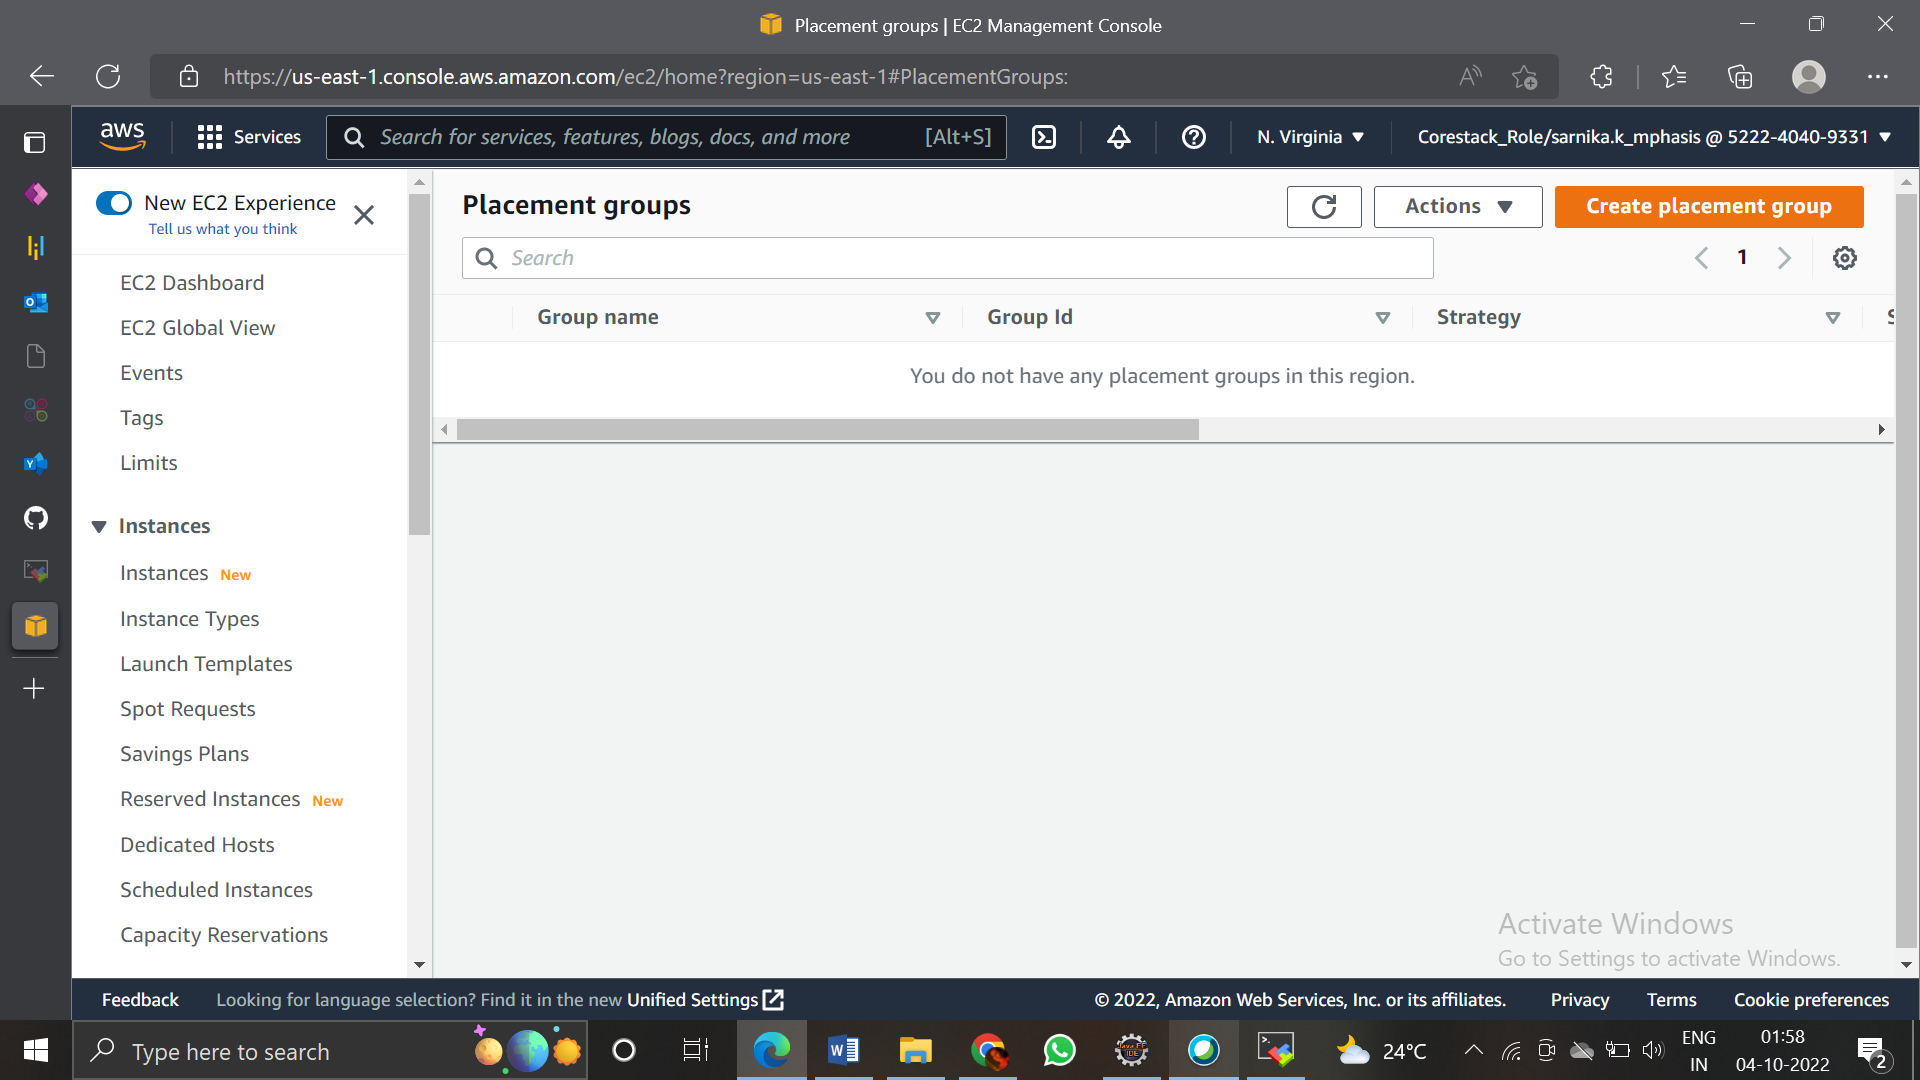 Placement groups | EC2 Management Console
https://us-east-1.console.aws.amazon.com/ec2/home?region=us-east-1#PlacementGroups:
aws
Services
Search for services, features, blogs, docs, and more [Alt+S]
N. Virginia
Corestack_Role/sarnika.k_mphasis @ 5222-4040-9331
New EC2 Experience
Tell us what you think
EC2 Dashboard
EC2 Global View
Events
Tags
Limits
Instances
Instances New
Instance Types
Launch Templates
Spot Requests
Savings Plans
Reserved Instances New
Dedicated Hosts
Scheduled Instances
Capacity Reservations
Placement groups
Actions
Create placement group
Search
1
Group name
Group Id
Strategy
S
You do not have any placement groups in this region.
Activate Windows
Go to Settings to activate Windows.
Feedback
Looking for language selection? Find it in the new Unified Settings
© 2022, Amazon Web Services, Inc. or its affiliates.
Privacy
Terms
Cookie preferences
Type here to search
24°C
ENG
IN
01:58
04-10-2022
2